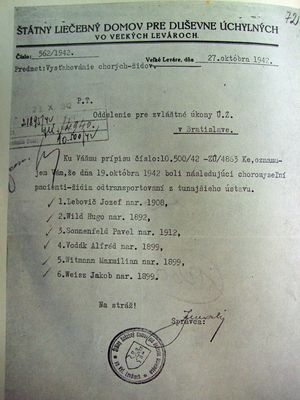 72
ŠTÁTNY LIEČEBNÝ DOMOV PRE DUŠEVNE ÚCHYLNÝCH
VO VEĽKÝCH LEVÁROCH.
Číslo: 562/1942.
Veľké Leváre, dňa 27.októbra 1942.
Predmet: Vysťahovanie chorých-židov.
P.T.
Oddelenie pre zvláštne úkony Ú.Ž.
v Bratislave.
Ku Vášmu prípisu číslo:10.500/42 -ZÚ/4863 Ke,oznamu-
jem Vám,že dňa 19.októbra 1942 boli následujúci choromyseľní
pacienti-židia odtransportovaní z tunajšieho ústavu.
1.Lebovič Jozef nar. 1908,
2.Wild Hugo nar. 1892,
3.Sonnenfeld Pavel nar. 1912,
4.Vodák Alfréd nar. 1899,
5.Witmann Maxmilian nar. 1899,
6.Weisz Jakob nar. 1899.
Na stráž!
Správca: